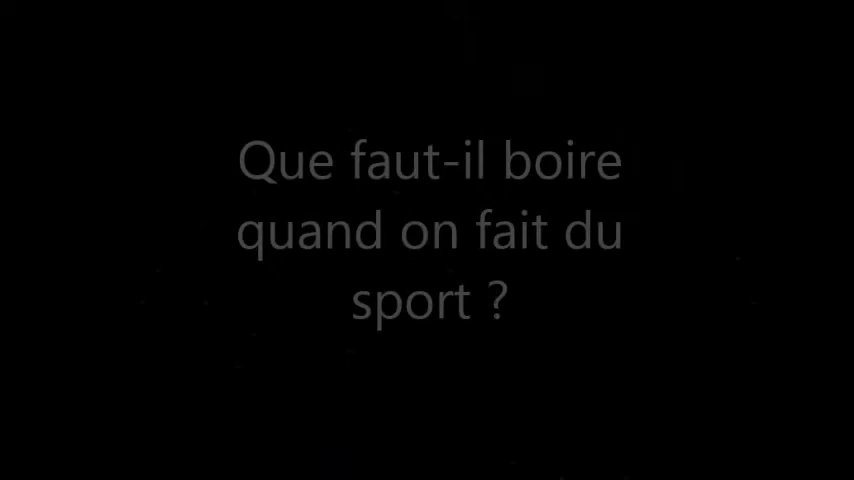 Que faut-il boire
quand on fait du
sport ?